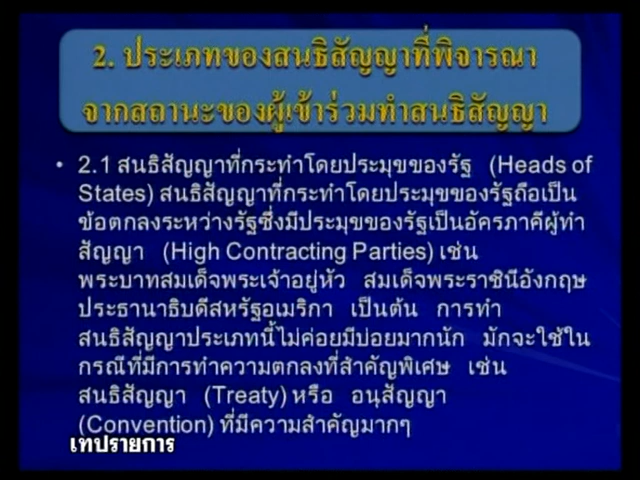 2. ประเภทของสนธิสัญญาที่พิจารณา
จากสถานะของผู้เข้าร่วมทำสนธิสัญญา
• 2.1 สนธิสัญญาที่กระทำโดยประมุขของรัฐ (Heads of
States) สนธิสัญญาที่กระทำโดยประมุขของรัฐถือเป็น
ข้อตกลงระหว่างรัฐซึ่งมีประมุขของรัฐเป็นอัครภาคีผู้ทำ
สัญญา (High Contracting Parties) เช่น
พระบาทสมเด็จพระเจ้าอยู่หัว สมเด็จพระราชินีอังกฤษ
ประธานาธิบดีสหรัฐอเมริกา เป็นต้น การทำ
สนธิสัญญาประเภทนี้ไม่ค่อยมีบ่อยมากนัก มักจะใช้ใน
กรณีที่มีการทำความตกลงที่สำคัญพิเศษ เช่น
สนธิสัญญา (Treaty) หรือ อนุสัญญา
(Convention) ที่มีความสำคัญมากๆ
เทปรายการ